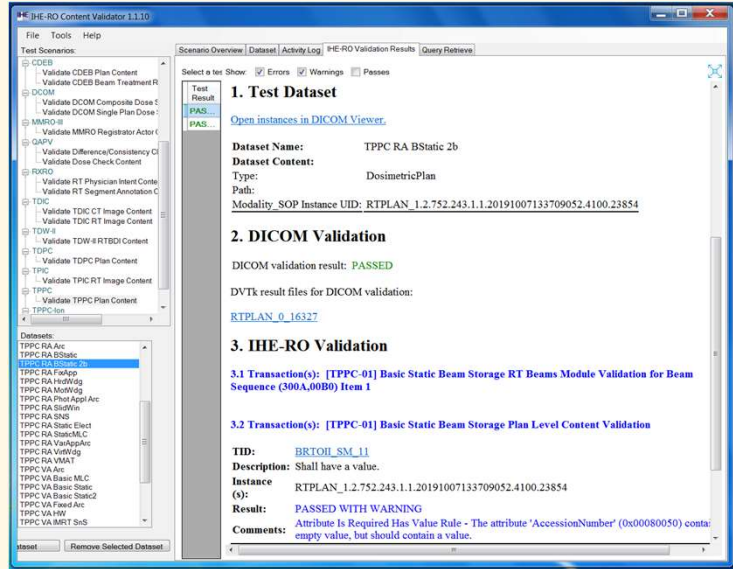 IHE-RO Content Validator 1.1.10
File Tools Help
Test Scenarios:
CDEB
Validate CDEB Plan Content
Validate CDEB Beam Treatment R
DCOM
Validate DCOM Composite Dose S
Validate DCOM Single Plan Dose
MMRO-III
Validate MMRO Registrator Actor
QAPV
Validate Difference/Consistency C
Validate Dose Check Content
RXRO
Validate RT Physician Intent Conte
Validate RT Segment Annotation C
TDIC
Validate TDIC CT Image Content
Validate TDIC RT Image Content
TDW-II
Validate TDW-II RTBDI Content
TDPC
Validate TDPC Plan Content
TPIC
Validate TPIC RT Image Content
TPPC
Validate TPPC Plan Content
TPPC-Ion
Datasets:
TPPC RA Arc
TPPC RA BStatic
TPPC RA BStatic 2b
TPPC RA FixApp
TPPC RA HrdWdg
TPPC RA MotWdg
TPPC RA Phot Appl Arc
TPPC RA SlidWin
TPPC RA SNS
TPPC RA Static Elect
TPPC RA StaticMLC
TPPC RA VarAppArc
TPPC RA VirtWdg
TPPC RA VMAT
TPPC VA Arc
TPPC VA Basic MLC
TPPC VA Basic Static
TPPC VA Basic Static2
TPPC VA Fixed Arc
TPPC VA HW
TPPC VA IMRT SnS
ataset Remove Selected Dataset
Scenario Overview Dataset Activity Log IHE-RO Validation Results Query Retrieve
Select a tes Show: Errors Warnings Passes
Test
Result
PAS...
PAS...
1. Test Dataset
Open instances in DICOM Viewer.
Dataset Name: TPPC RA BStatic 2b
Dataset Content:
Type: DosimetricPlan
Path:
Modality_SOP Instance UID: RTPLAN_1.2.752.243.1.1.20191007133709052.4100.23854
2. DICOM Validation
DICOM validation result: PASSED
DVTk result files for DICOM validation:
RTPLAN_0_16327
3. IHE-RO Validation
3.1 Transaction(s): [TPPC-01] Basic Static Beam Storage RT Beams Module Validation for Beam
Sequence (300A,00B0) Item 1
3.2 Transaction(s): [TPPC-01] Basic Static Beam Storage Plan Level Content Validation
TID: BRTOII_SM_11
Description: Shall have a value.
Instance
(s): RTPLAN_1.2.752.243.1.1.20191007133709052.4100.23854
Result: PASSED WITH WARNING
Comments: Attribute Is Required Has Value Rule - The attribute 'AccessionNumber' (0x00080050) contai
empty value, but should contain a value.